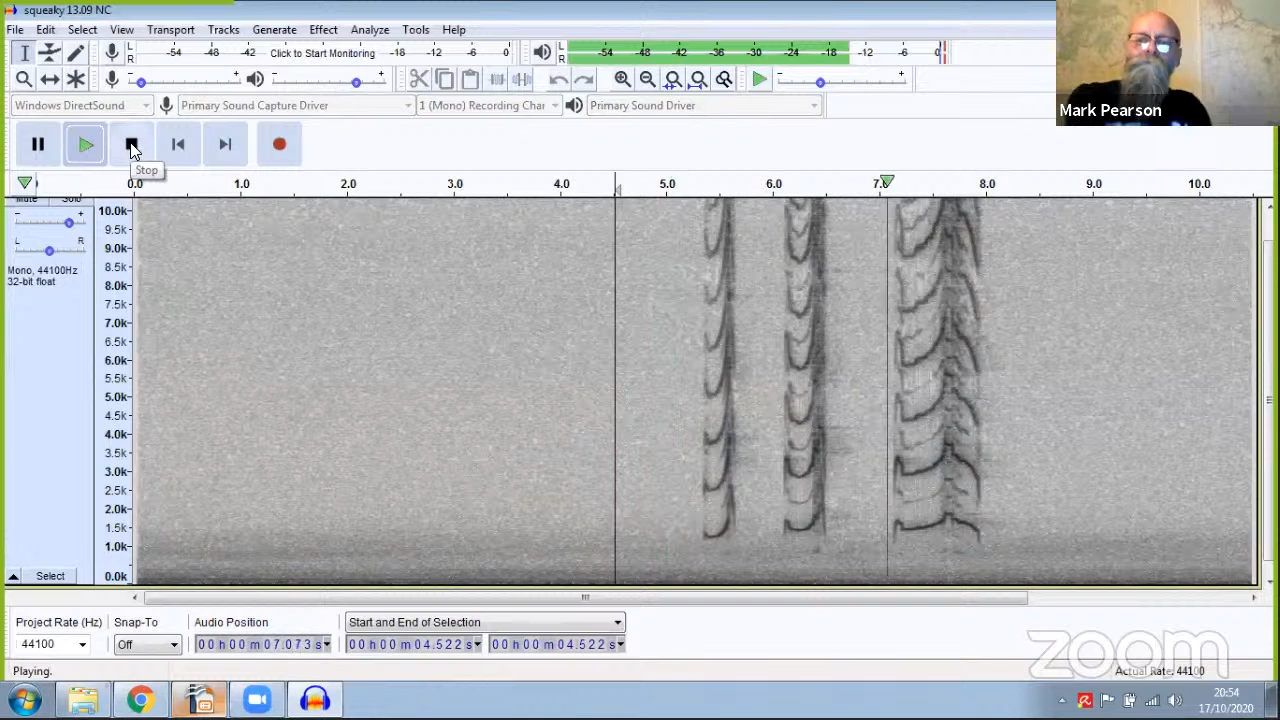 squeaky 13.09 NC
File Edit Select View Transport Tracks Generate Effect Analyze Tools Help
L R -54 -48 -42 Click to Start Monitoring -18 -12 -6 0 L R -54 -48 -42 -36 -30 -24 -18 -12 -6 0
- + - + - +
Windows DirectSound Primary Sound Capture Driver 1 (Mono) Recording Char Primary Sound Driver
Mark Pearson
Stop
0.0 1.0 2.0 3.0 4.0 5.0 6.0 7.0 8.0 9.0 10.0
Mute Solo
- +
L R
Mono, 44100Hz
32-bit float
Select
10.0k
9.5k
9.0k
8.5k
8.0k
7.5k
7.0k
6.5k
6.0k
5.5k
5.0k
4.5k
4.0k
3.5k
3.0k
2.5k
2.0k
1.5k
1.0k
0.0k
Project Rate (Hz) Snap-To Audio Position Start and End of Selection
44100 Off 00 h 00 m 07.073 s 00 h 00 m 04.522 s 00 h 00 m 04.522 s
zoom
Playing. Actual Rate: 44100
20:54
17/10/2020